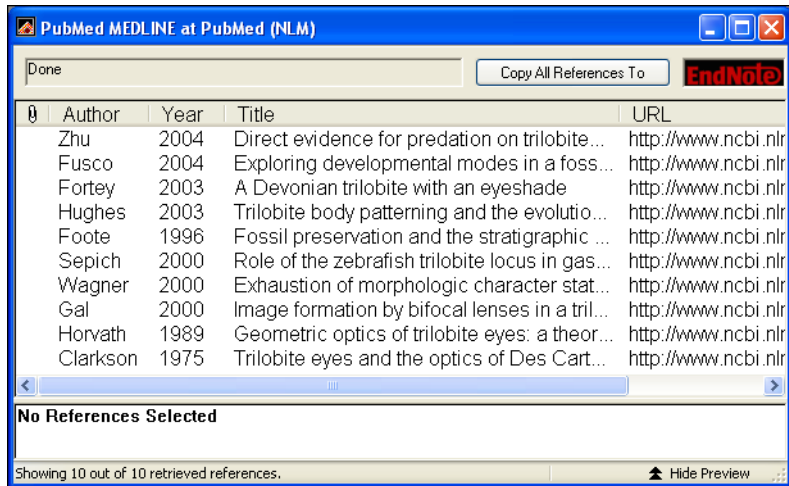 PubMed MEDLINE at PubMed (NLM)
Done Copy All References To EndNote
Author Year Title URL
Zhu 2004 Direct evidence for predation on trilobite... http://www.ncbi.nlr
Fusco 2004 Exploring developmental modes in a foss... http://www.ncbi.nlr
Fortey 2003 A Devonian trilobite with an eyeshade http://www.ncbi.nlr
Hughes 2003 Trilobite body patterning and the evolutio... http://www.ncbi.nlr
Foote 1996 Fossil preservation and the stratigraphic ... http://www.ncbi.nlr
Sepich 2000 Role of the zebrafish trilobite locus in gas... http://www.ncbi.nlr
Wagner 2000 Exhaustion of morphologic character stat... http://www.ncbi.nlr
Gal 2000 Image formation by bifocal lenses in a tril... http://www.ncbi.nlr
Horvath 1989 Geometric optics of trilobite eyes: a theor... http://www.ncbi.nlr
Clarkson 1975 Trilobite eyes and the optics of Des Cart... http://www.ncbi.nlr
No References Selected
Showing 10 out of 10 retrieved references. Hide Preview